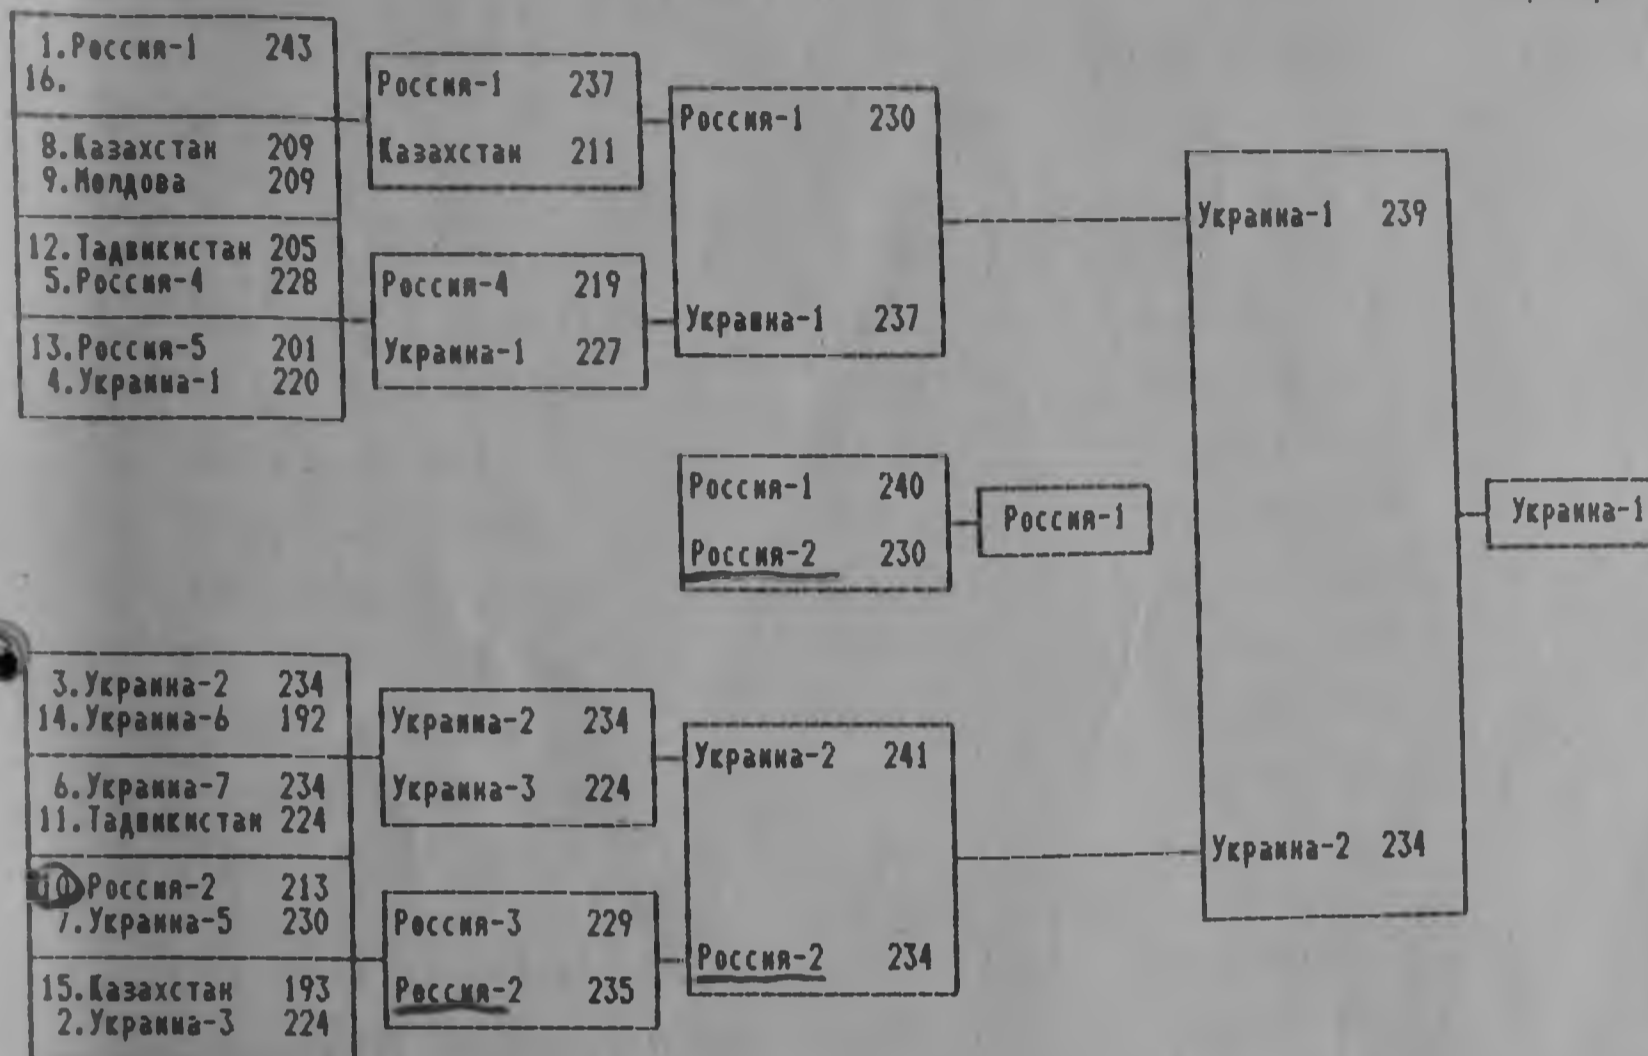 1.Россия-1 243
16.
8.Казахстан 209
9.Молдова 209
12.Тадвикистан 205
5.Россия-4 228
13.Россия-5 201
4.Украина-1 220
Россия-1 237
Казахстан 211
Россия-4 219
Украина-1 227
Россия-1 230
Украина-1 237
Украина-1 239
Украина-2 234
Украина-1
Россия-1 240
Россия-2 230
Россия-1
3.Украина-2 234
14.Украина-6 192
6.Украина-7 234
11.Тадвикистан 224
10 Россия-2 213
7.Украина-5 230
15.Казахстан 193
2.Украина-3 224
Украина-2 234
Украина-3 224
Россия-3 229
Россия-2 235
Украина-2 241
Россия-2 234